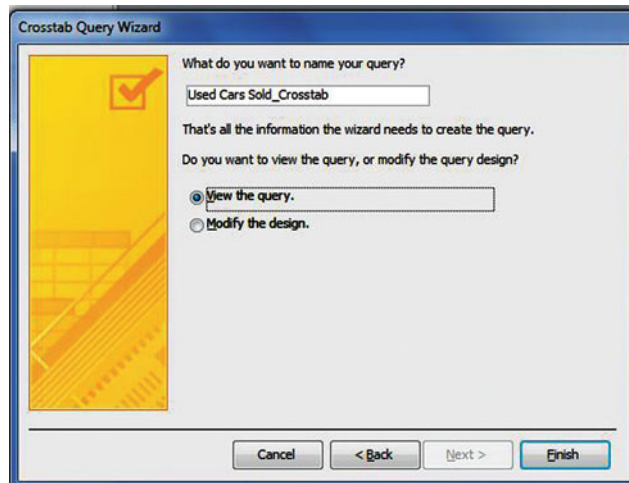 Crosstab Query Wizard
What do you want to name your query?
Used Cars Sold_Crosstab
That's all the information the wizard needs to create the query.
Do you want to view the query, or modify the query design?
View the query.
Modify the design.
Cancel
< Back
Next >
Finish